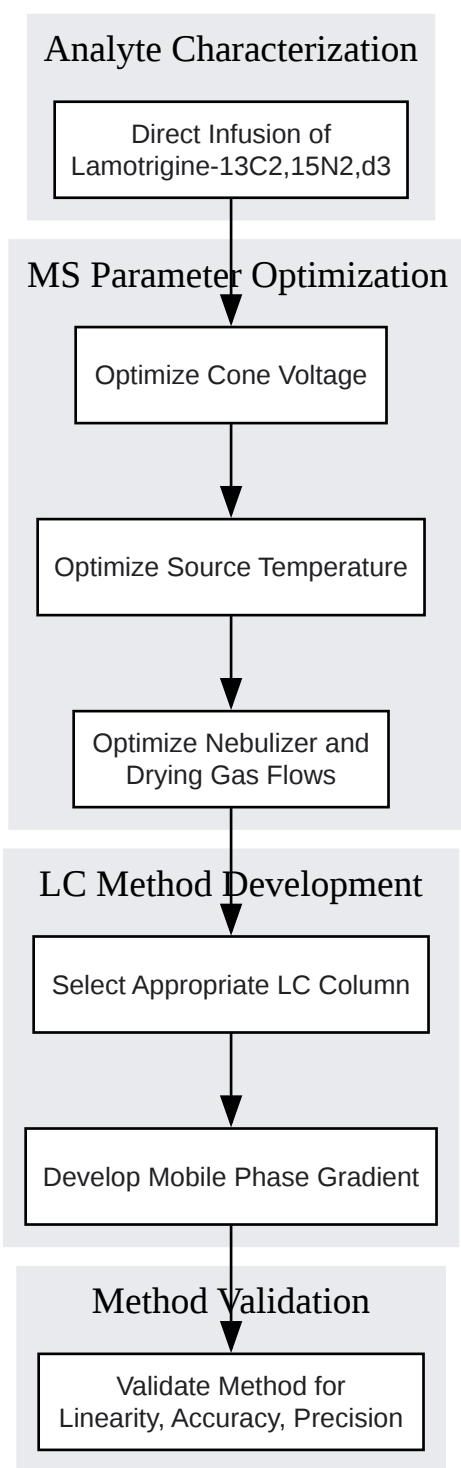 Analyte Characterization
Direct Infusion of
Lamotrigine-13C2,15N2,d3
MS Parameter Optimization
Optimize Cone Voltage
Optimize Source Temperature
Optimize Nebulizer and
Drying Gas Flows
LC Method Development
Select Appropriate LC Column
Develop Mobile Phase Gradient
Method Validation
Validate Method for
Linearity, Accuracy, Precision